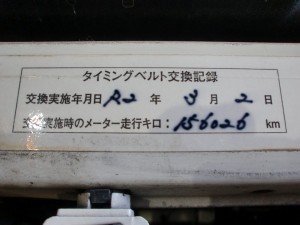 タイミングベルト交換記録
交換実施年月日 R2 年 3 月 2 日
交換実施時のメーター走行キロ：156026 km